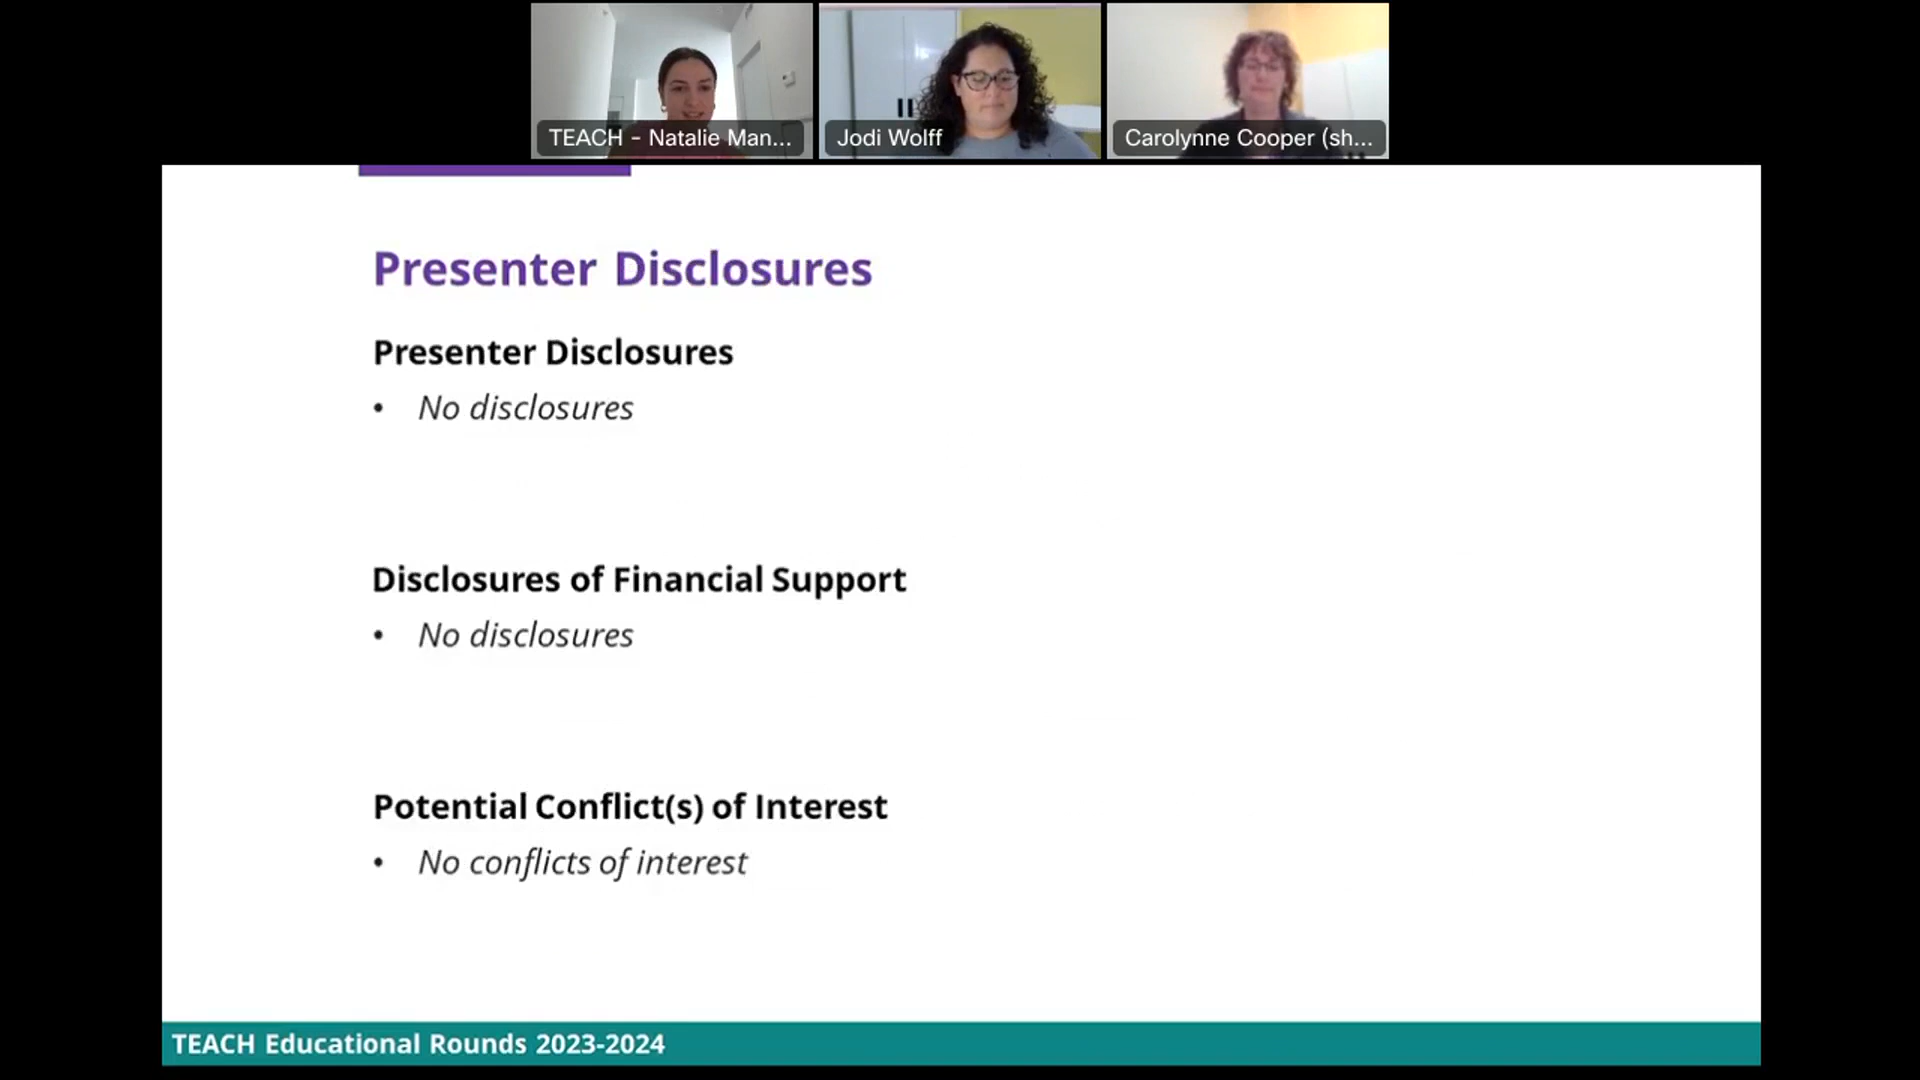 TEACH - Natalie Man...
Jodi Wolff
Carolynne Cooper (sh...
Presenter Disclosures
Presenter Disclosures
• No disclosures
Disclosures of Financial Support
• No disclosures
Potential Conflict(s) of Interest
• No conflicts of interest
TEACH Educational Rounds 2023-2024